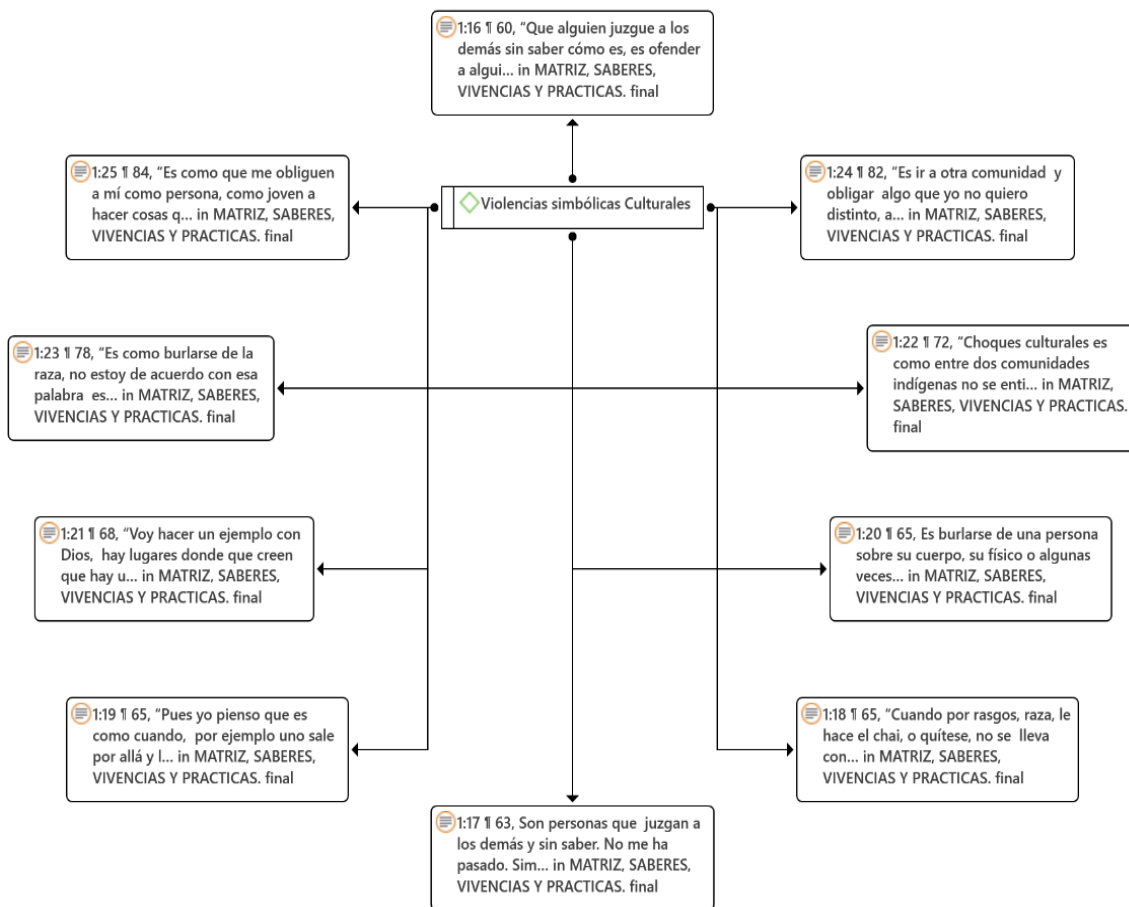 1:16 ¶ 60, “Que alguien juzgue a los
demás sin saber cómo es, es ofender
a algui... in MATRIZ, SABERES,
VIVENCIAS Y PRACTICAS. final
1:25 ¶ 84, “Es como que me obliguen
a mí como persona, como joven a
hacer cosas q... in MATRIZ, SABERES,
VIVENCIAS Y PRACTICAS. final
Violencias simbólicas Culturales
1:24 ¶ 82, “Es ir a otra comunidad y
obligar algo que yo no quiero
distinto, a... in MATRIZ, SABERES,
VIVENCIAS Y PRACTICAS. final
1:23 ¶ 78, “Es como burlarse de la
raza, no estoy de acuerdo con esa
palabra es... in MATRIZ, SABERES,
VIVENCIAS Y PRACTICAS. final
1:22 ¶ 72, “Choques culturales es
como entre dos comunidades
indígenas no se enti... in MATRIZ,
SABERES, VIVENCIAS Y PRACTICAS.
final
1:21 ¶ 68, “Voy hacer un ejemplo con
Dios, hay lugares donde que creen
que hay u... in MATRIZ, SABERES,
VIVENCIAS Y PRACTICAS. final
1:20 ¶ 65, Es burlarse de una persona
sobre su cuerpo, su físico o algunas
veces... in MATRIZ, SABERES,
VIVENCIAS Y PRACTICAS. final
1:19 ¶ 65, “Pues yo pienso que es
como cuando, por ejemplo uno sale
por allá y l... in MATRIZ, SABERES,
VIVENCIAS Y PRACTICAS. final
1:18 ¶ 65, “Cuando por rasgos, raza, le
hace el chai, o quítese, no se lleva
con... in MATRIZ, SABERES,
VIVENCIAS Y PRACTICAS. final
1:17 ¶ 63, Son personas que juzgan a
los demás y sin saber. No me ha
pasado. Sim... in MATRIZ, SABERES,
VIVENCIAS Y PRACTICAS. final